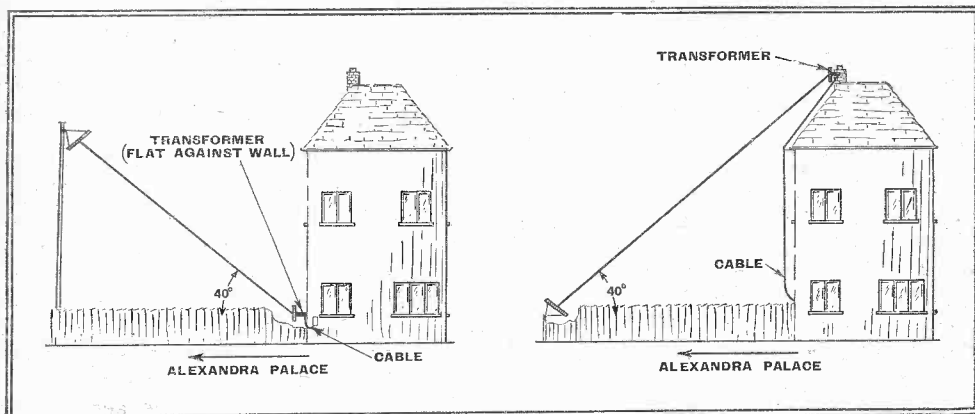 TRANSFORMER
(FLAT AGAINST WALL)
40°
CABLE
ALEXANDRA PALACE
TRANSFORMER
CABLE
40°
ALEXANDRA PALACE